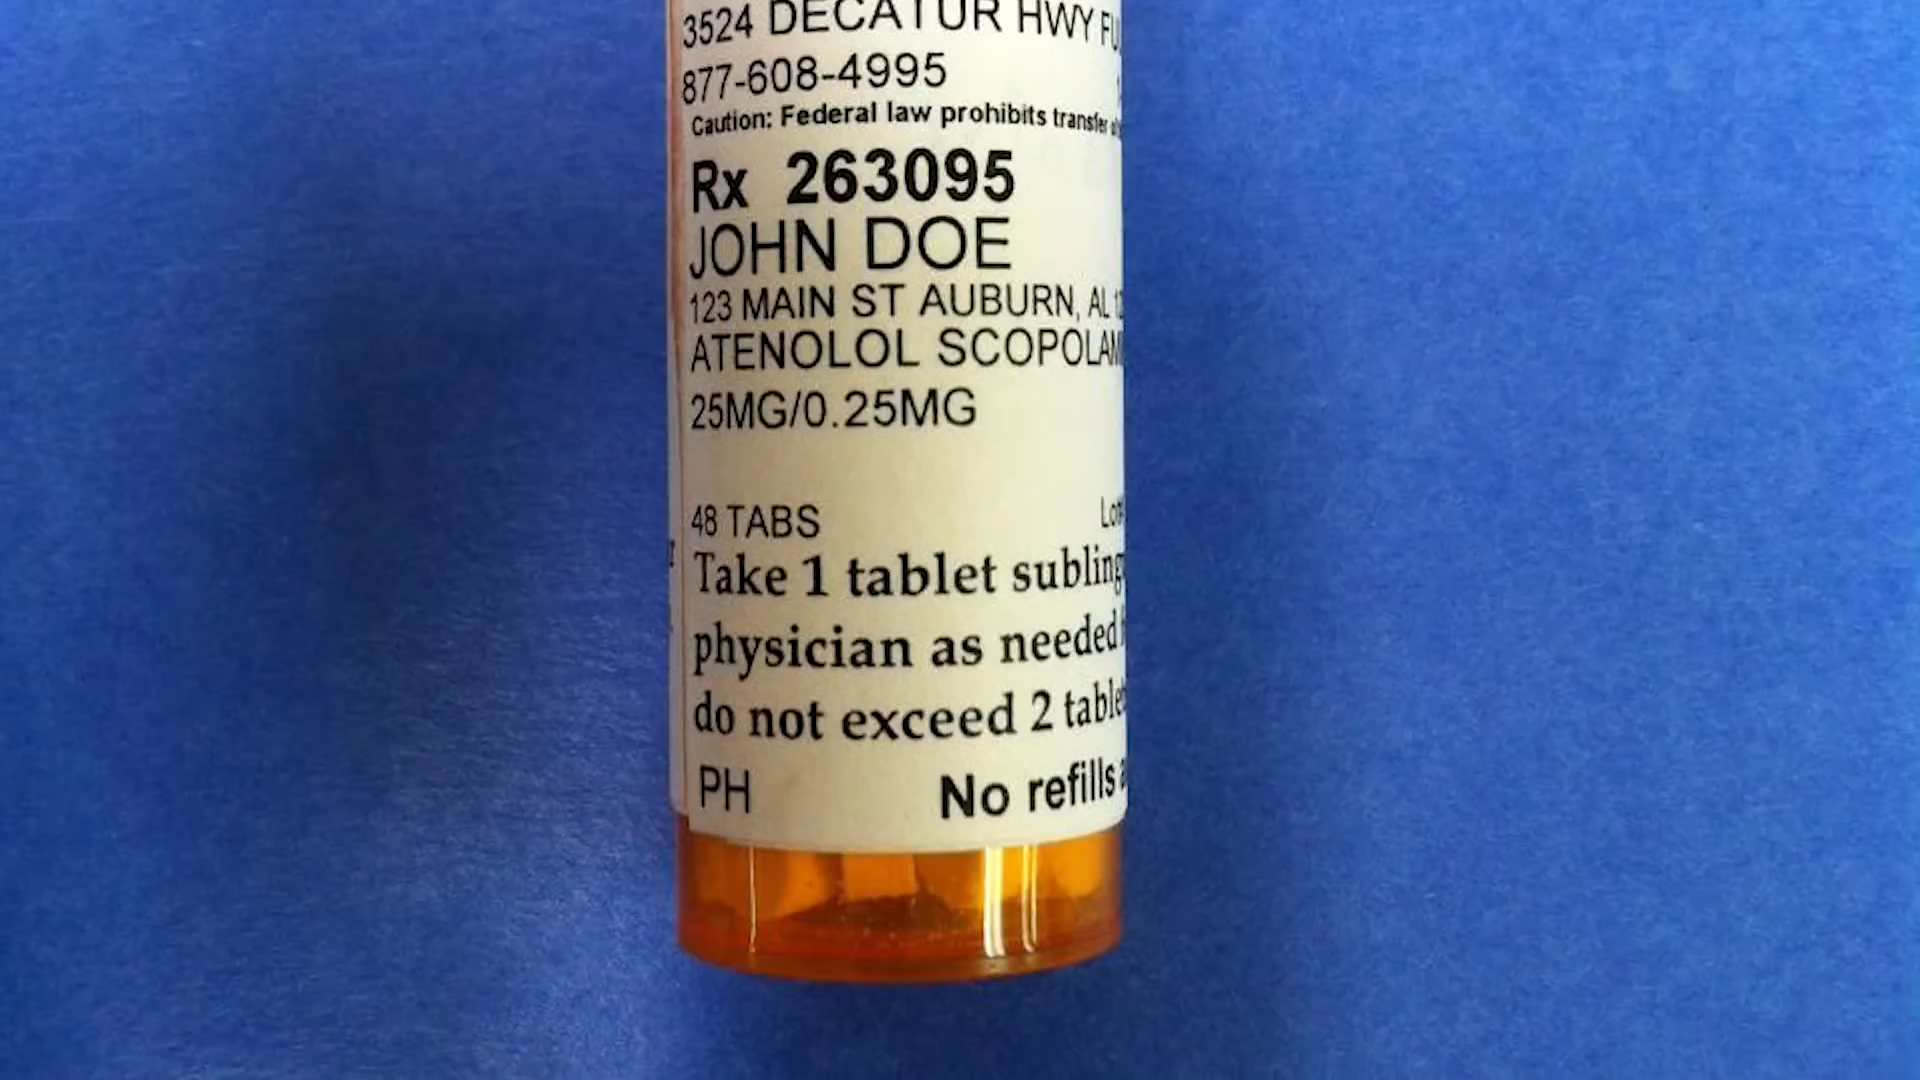 3524 DECATUR HWY
877-608-4995
Caution: Federal law prohibits transfer
Rx 263095
JOHN DOE
123 MAIN ST AUBURN, AL
ATENOLOL SCOPOLAM
25MG/0.25MG
48 TABS
Take 1 tablet subling
physician as needed
do not exceed 2 table
PH No refills